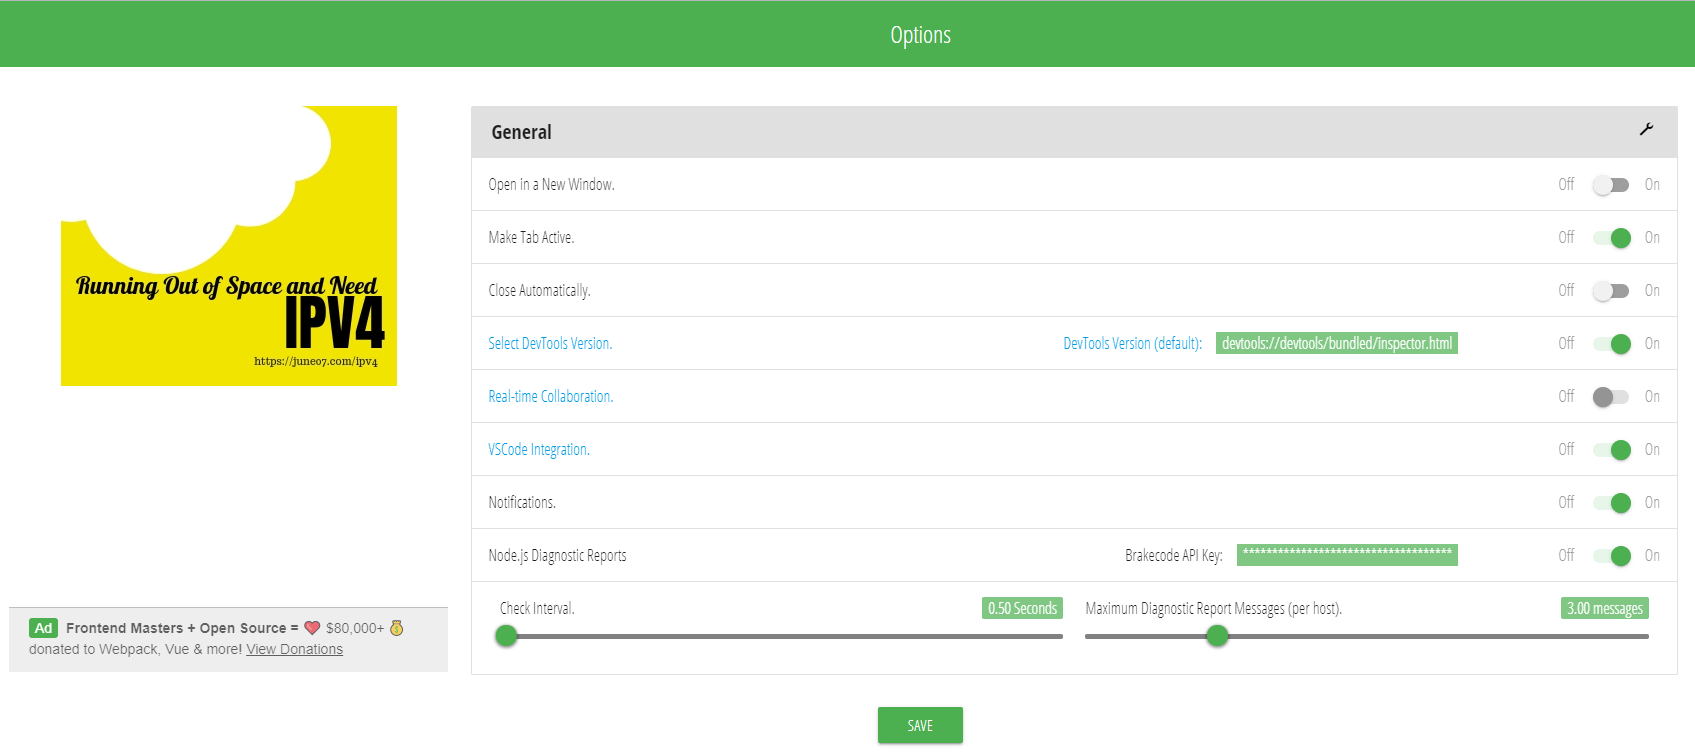 Options
Running Out of Space and Need
IPV4
https://june07.com/ipv4
Ad Frontend Masters + Open Source = ❤️ $80,000+ 💰
donated to Webpack, Vue & more! View Donations
General
Open in a New Window. Off On
Make Tab Active. Off On
Close Automatically. Off On
Select DevTools Version. DevTools Version (default): devtools://devtools/bundled/inspector.html Off On
Real-time Collaboration. Off On
VSCode Integration. Off On
Notifications. Off On
Node.js Diagnostic Reports Brakecode API Key: ************************************ Off On
Check Interval. 0.50 Seconds Maximum Diagnostic Report Messages (per host). 3.00 messages
SAVE